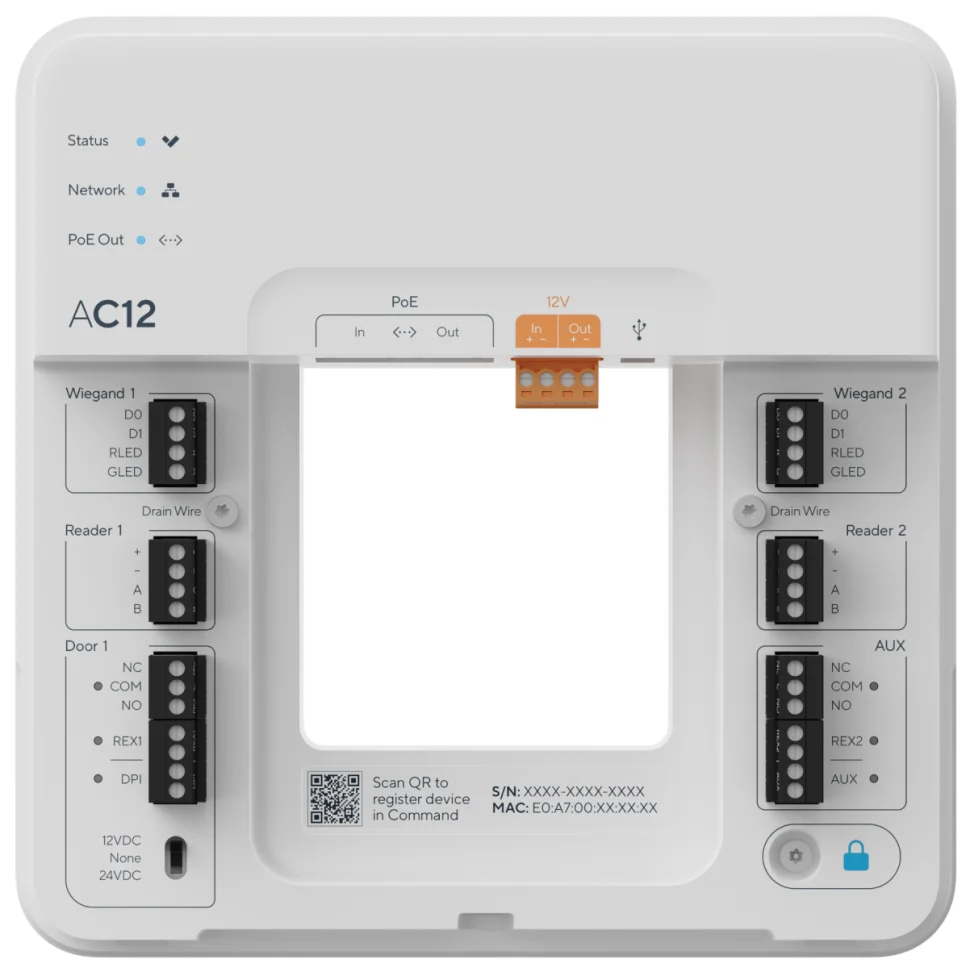 Status
Network
PoE Out
AC12
PoE
In
Out
12V
In
Out
+ - + -
Wiegand 1
D0
D1
RLED
GLED
Drain Wire
Reader 1
+
-
A
B
Door 1
NC
COM
NO
REX1
DPI
12VDC
None
24VDC
Wiegand 2
D0
D1
RLED
GLED
Drain Wire
Reader 2
+
-
A
B
AUX
NC
COM
NO
REX2
AUX
Scan QR to
register device
in Command
S/N: XXXX-XXXX-XXXX
MAC: E0:A7:00:XX:XX:XX